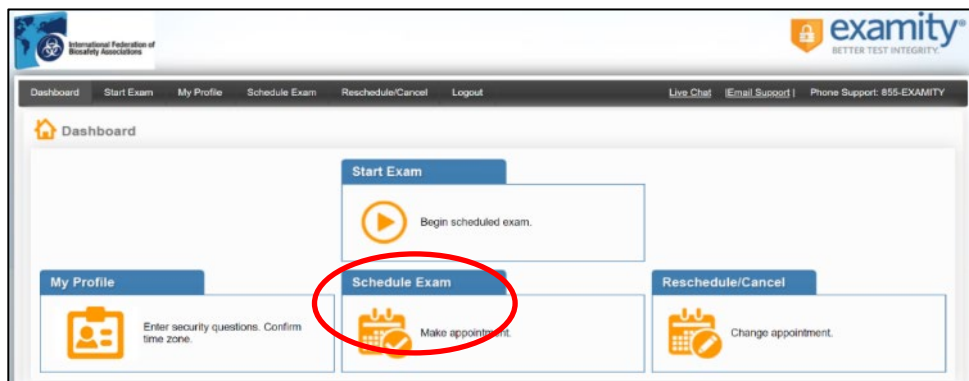 International Federation of
Biosafety Associations
examity®
BETTER TEST INTEGRITY.
Dashboard Start Exam My Profile Schedule Exam Reschedule/Cancel Logout Live Chat |Email Support | Phone Support: 855-EXAMITY
Dashboard
Start Exam
Begin scheduled exam.
My Profile
Enter security questions. Confirm
time zone.
Schedule Exam
Make appointment.
Reschedule/Cancel
Change appointment.